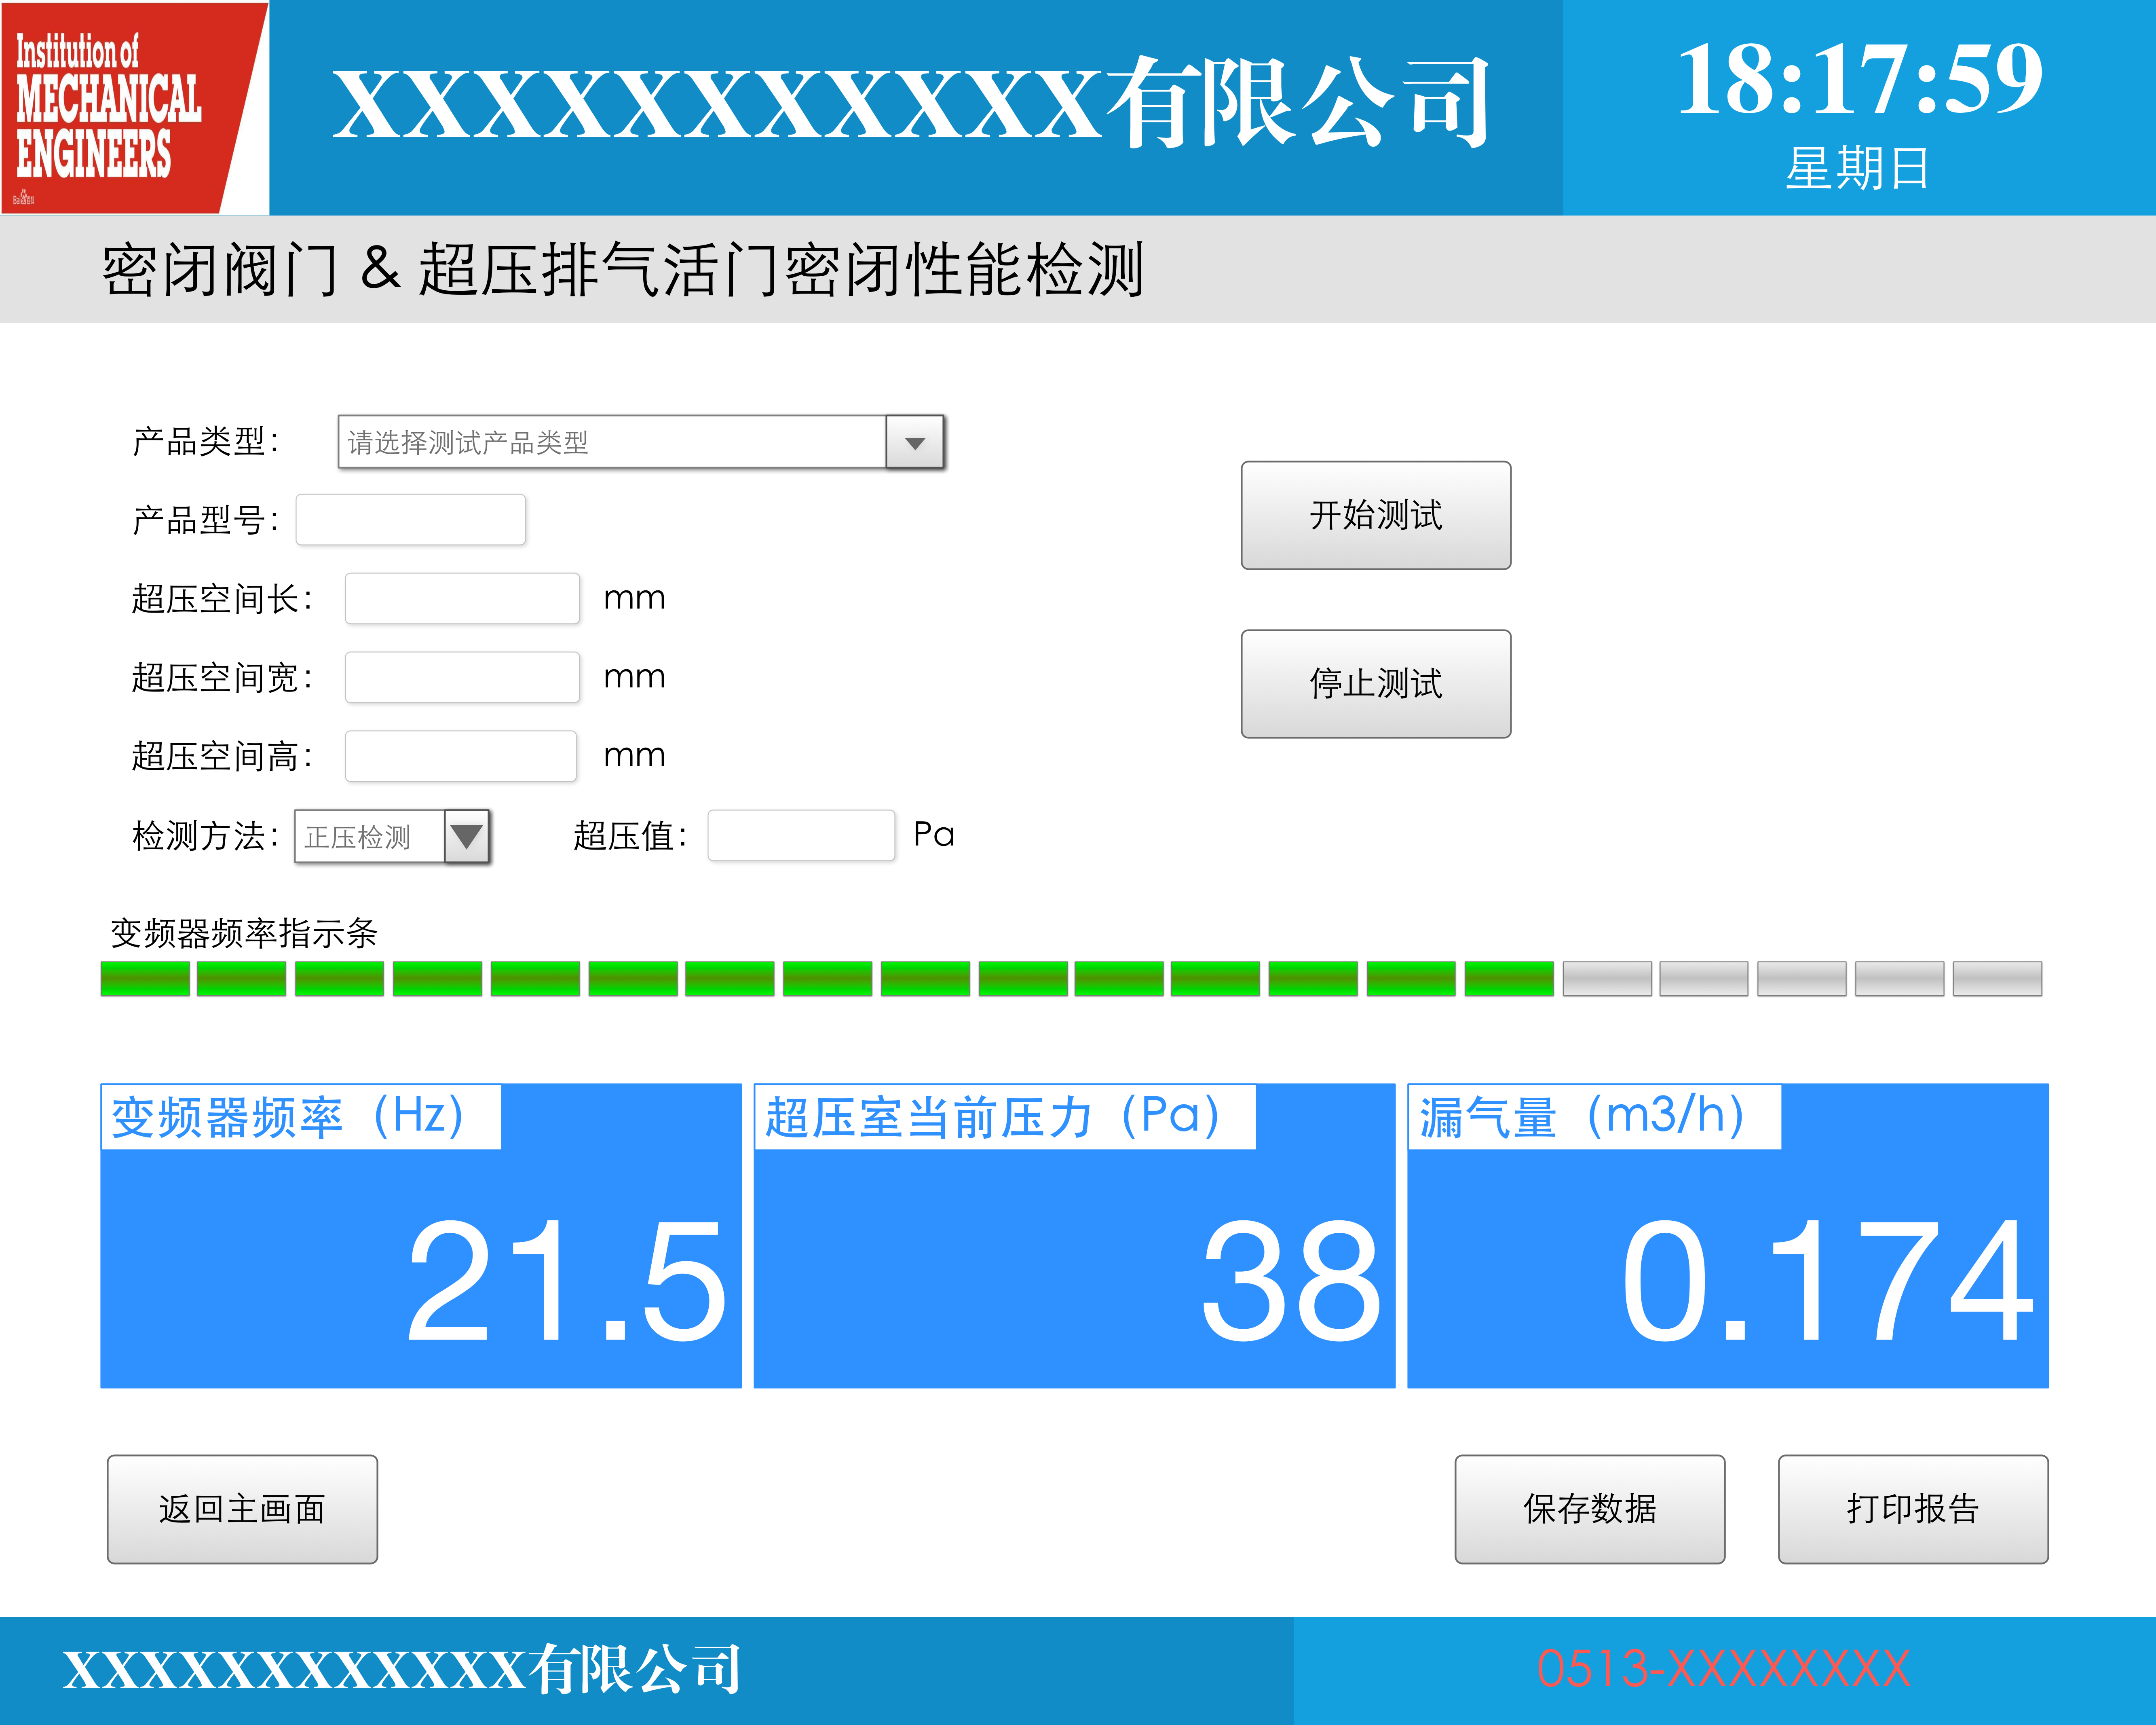 Institution of
MECHANICAL
ENGINEERS
XXXXXXXXXXX有限公司
18:17:59
星期日
密闭阀门 & 超压排气活门密闭性能检测
产品类型： 请选择测试产品类型
产品型号：
开始测试
超压空间长： mm
超压空间宽： mm
停止测试
超压空间高： mm
检测方法： 正压检测 超压值： Pa
变频器频率指示条
变频器频率（Hz）
21.5
超压室当前压力（Pa）
38
漏气量（m3/h）
0.174
返回主画面
保存数据
打印报告
XXXXXXXXXXXX有限公司
0513-XXXXXXXX